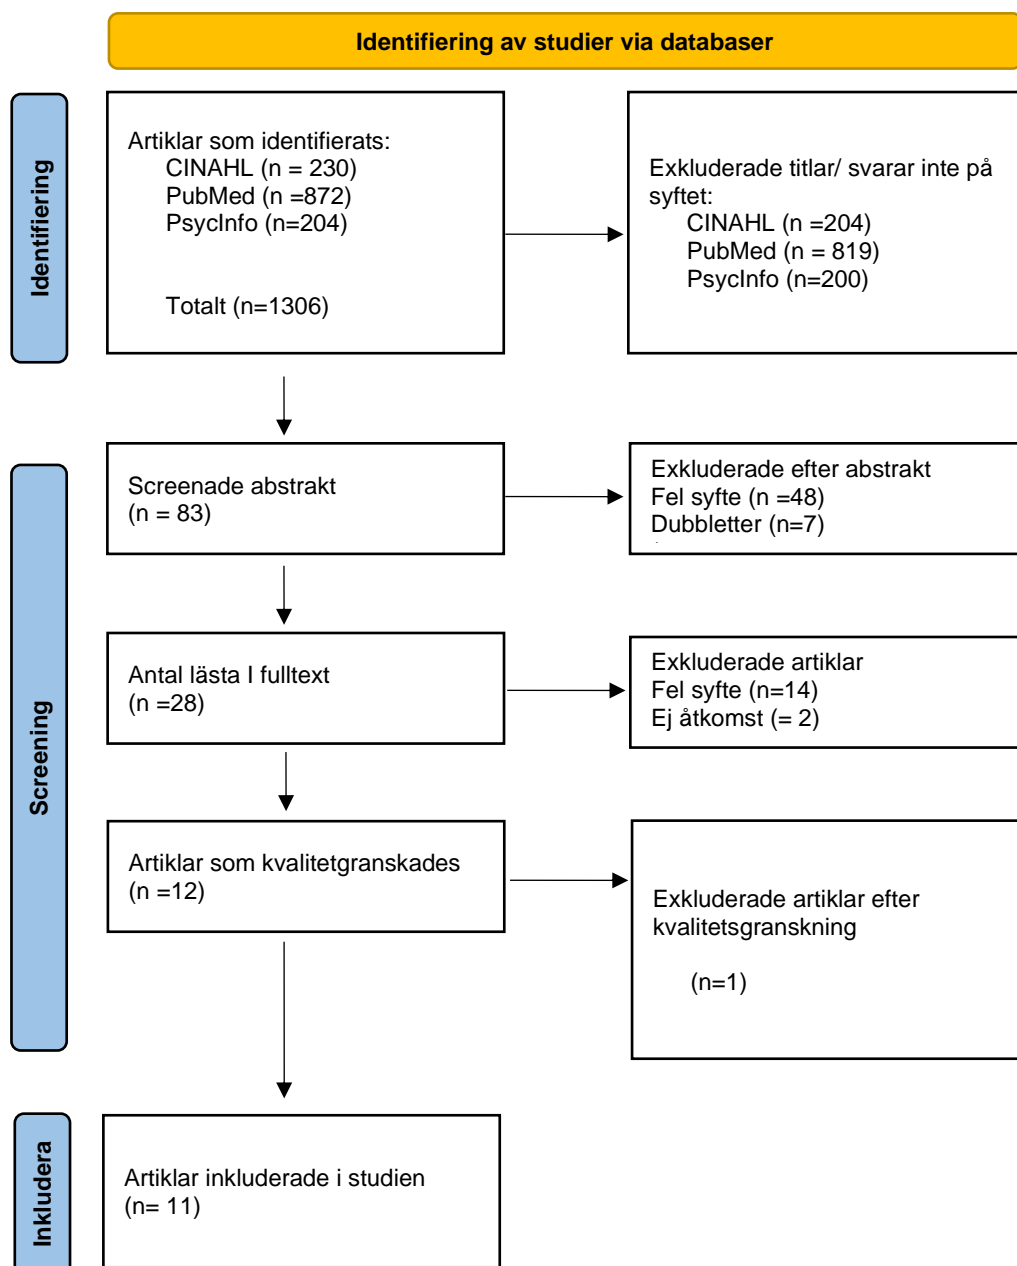 Identifiering av studier via databaser
Identifiering
Artiklar som identifierats:
CINAHL (n = 230)
PubMed (n =872)
PsycInfo (n=204)
Totalt (n=1306)
Exkluderade titlar/ svarar inte på
syftet:
CINAHL (n =204)
PubMed (n = 819)
PsycInfo (n=200)
Screening
Screenade abstrakt
(n = 83)
Exkluderade efter abstrakt
Fel syfte (n =48)
Dubbletter (n=7)
Antal lästa I fulltext
(n =28)
Exkluderade artiklar
Fel syfte (n=14)
Ej åtkomst (= 2)
Artiklar som kvalitetgranskades
(n =12)
Exkluderade artiklar efter
kvalitetsgranskning
(n=1)
Inkludera
Artiklar inkluderade i studien
(n= 11)